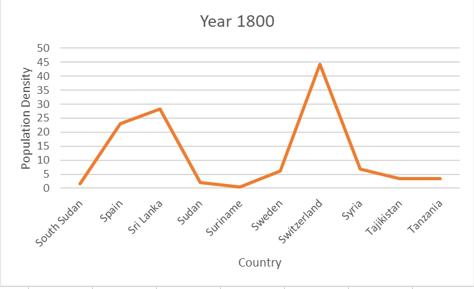 Year 1800
Population Density
50
45
40
35
30
25
20
15
10
5
0
South Sudan
Spain
Sri Lanka
Sudan
Suriname
Sweden
Switzerland
Syria
Tajikistan
Tanzania
Country